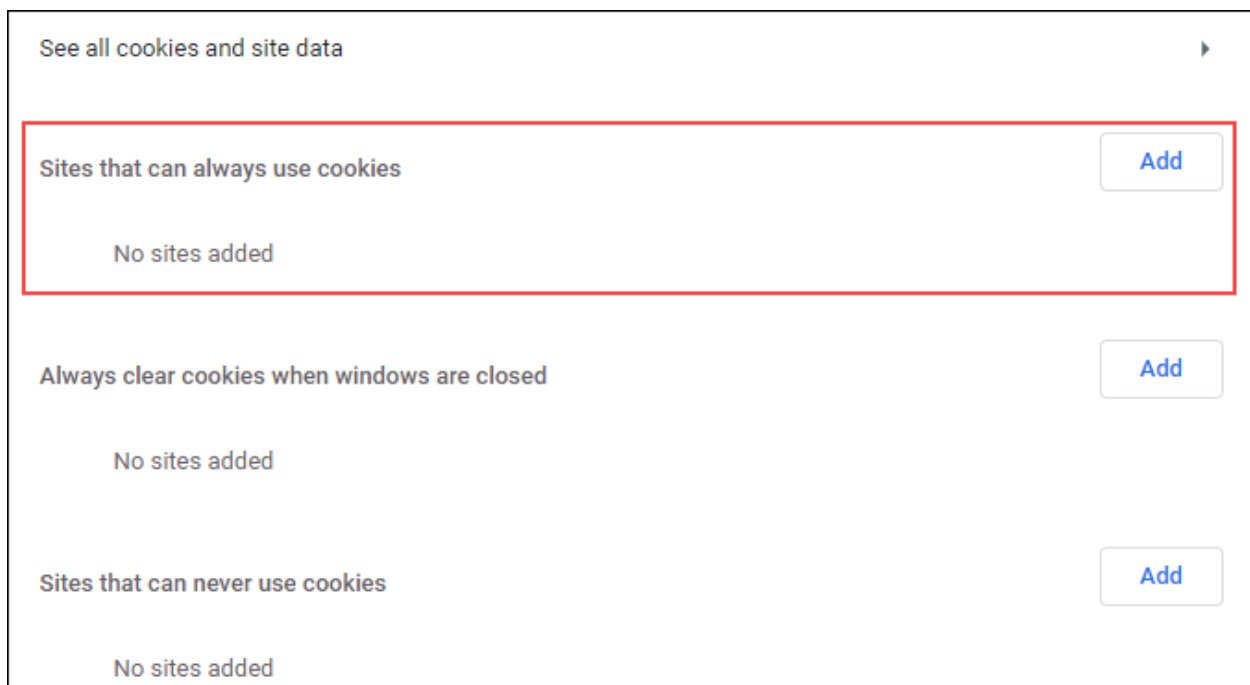 See all cookies and site data
Sites that can always use cookies
Add
No sites added
Always clear cookies when windows are closed
Add
No sites added
Sites that can never use cookies
Add
No sites added